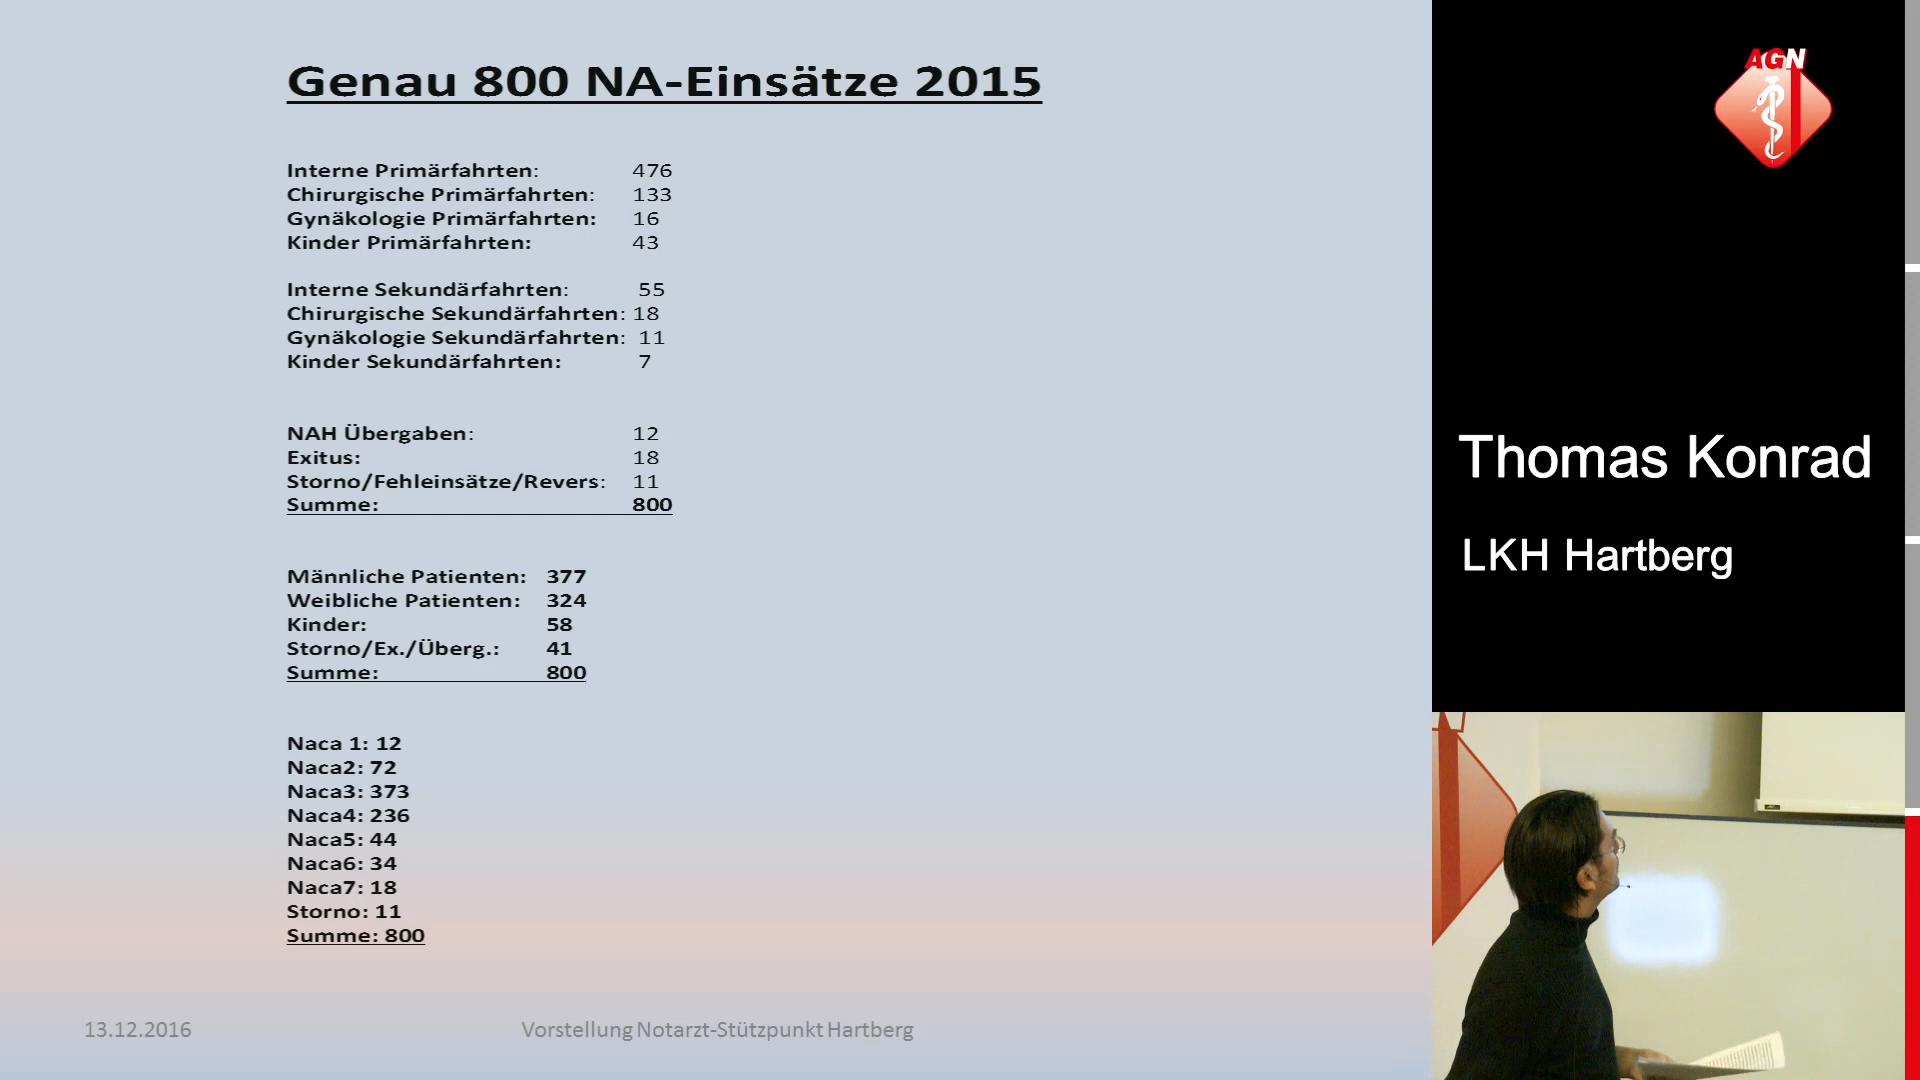 Genau 800 NA-Einsätze 2015
Interne Primärfahrten: 476
Chirurgische Primärfahrten: 133
Gynäkologie Primärfahrten: 16
Kinder Primärfahrten: 43
Interne Sekundärfahrten: 55
Chirurgische Sekundärfahrten: 18
Gynäkologie Sekundärfahrten: 11
Kinder Sekundärfahrten: 7
NAH Übergaben: 12
Exitus: 18
Storno/Fehleinsätze/Revers: 11
Summe: 800
Männliche Patienten: 377
Weibliche Patienten: 324
Kinder: 58
Storno/Ex./Überg.: 41
Summe: 800
Naca 1: 12
Naca2: 72
Naca3: 373
Naca4: 236
Naca5: 44
Naca6: 34
Naca7: 18
Storno: 11
Summe: 800
13.12.2016
Vorstellung Notarzt-Stützpunkt Hartberg
AGN
Thomas Konrad
LKH Hartberg